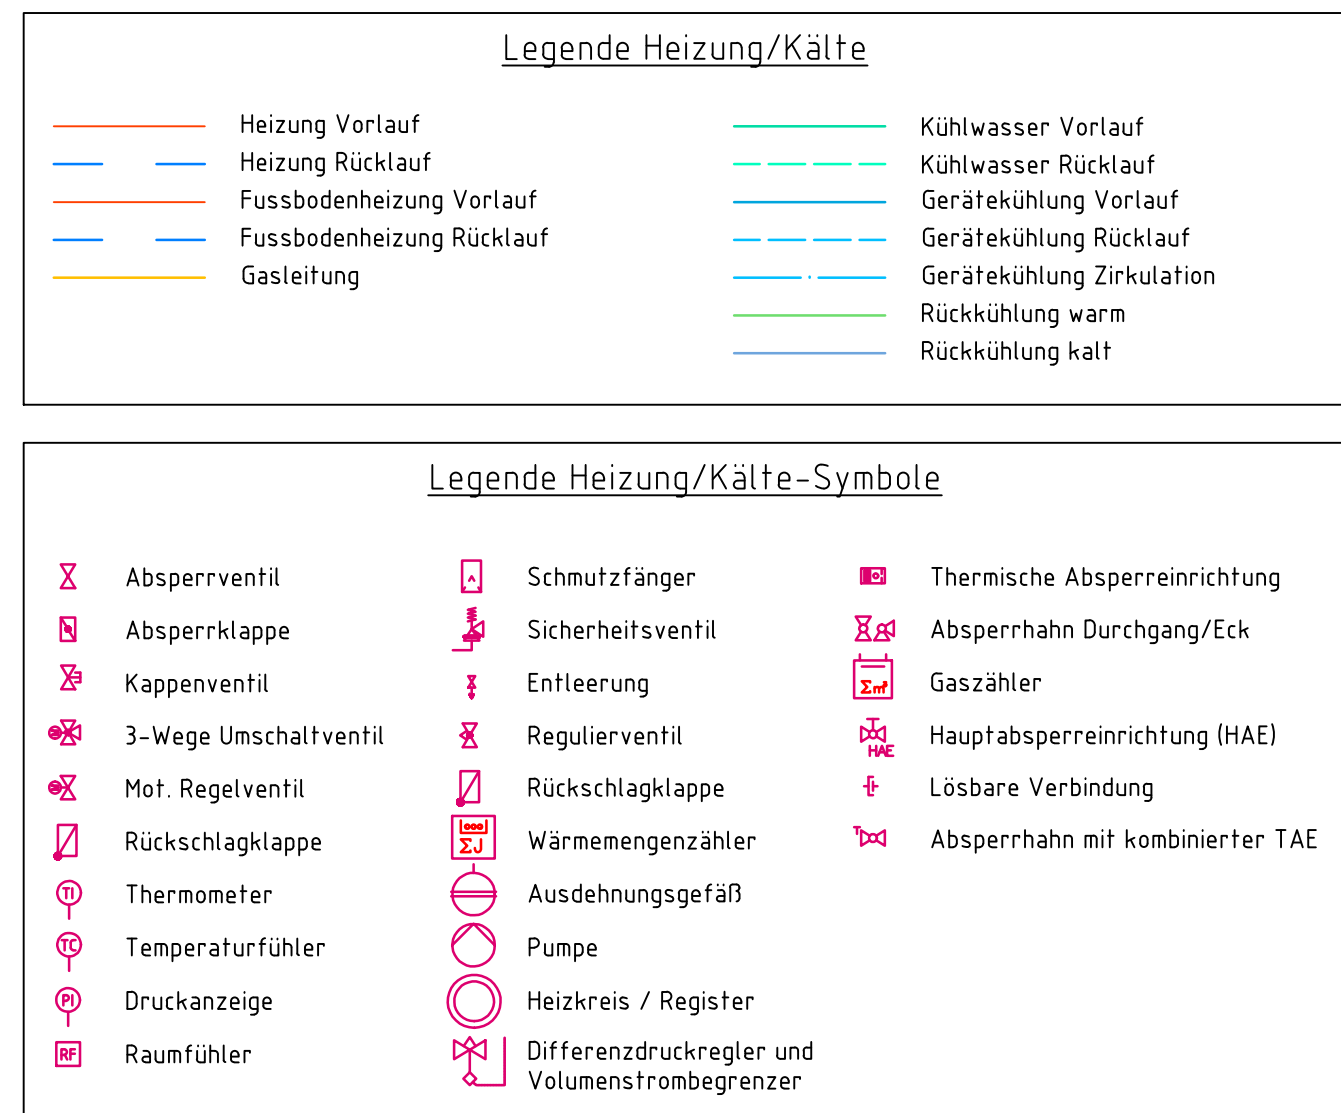 Legende Heizung/Kälte
Heizung Vorlauf
Heizung Rücklauf
Fussbodenheizung Vorlauf
Fussbodenheizung Rücklauf
Gasleitung
Kühlwasser Vorlauf
Kühlwasser Rücklauf
Gerätekühlung Vorlauf
Gerätekühlung Rücklauf
Gerätekühlung Zirkulation
Rückkühlung warm
Rückkühlung kalt
Legende Heizung/Kälte-Symbole
Absperrventil
Absperrklappe
Kappenventil
M 3-Wege Umschaltventil
M Mot. Regelventil
Rückschlagklappe
TI Thermometer
TC Temperaturfühler
PI Druckanzeige
RF Raumfühler
Schmutzfänger
Sicherheitsventil
Entleerung
Regulierventil
Rückschlagklappe
ΣJ Wärmemengenzähler
Ausdehnungsgefäß
Pumpe
Heizkreis / Register
Differenzdruckregler und
Volumenstrombegrenzer
Thermische Absperreinrichtung
Absperrhahn Durchgang/Eck
Σm³ Gaszähler
HAE Hauptabsperreinrichtung (HAE)
Lösbare Verbindung
T Absperrhahn mit kombinierter TAE